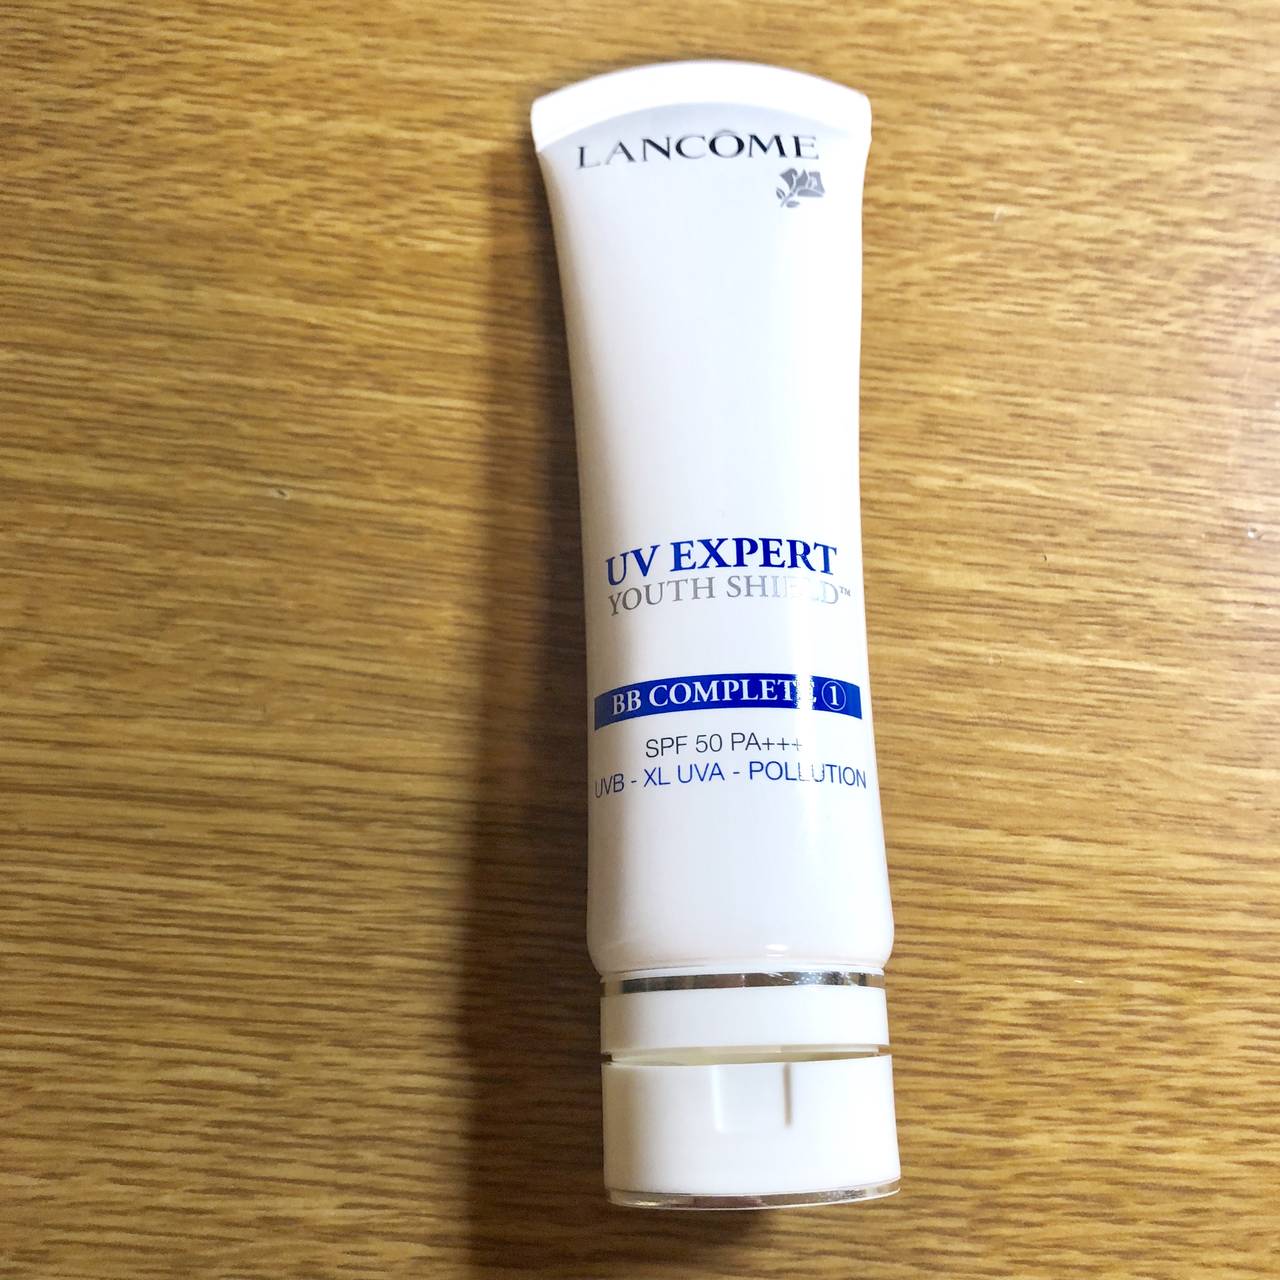 LANCÔME
UV EXPERT
YOUTH SHIELD™
BB COMPLETE ①
SPF 50 PA+++
UVB - XL UVA - POLLUTION